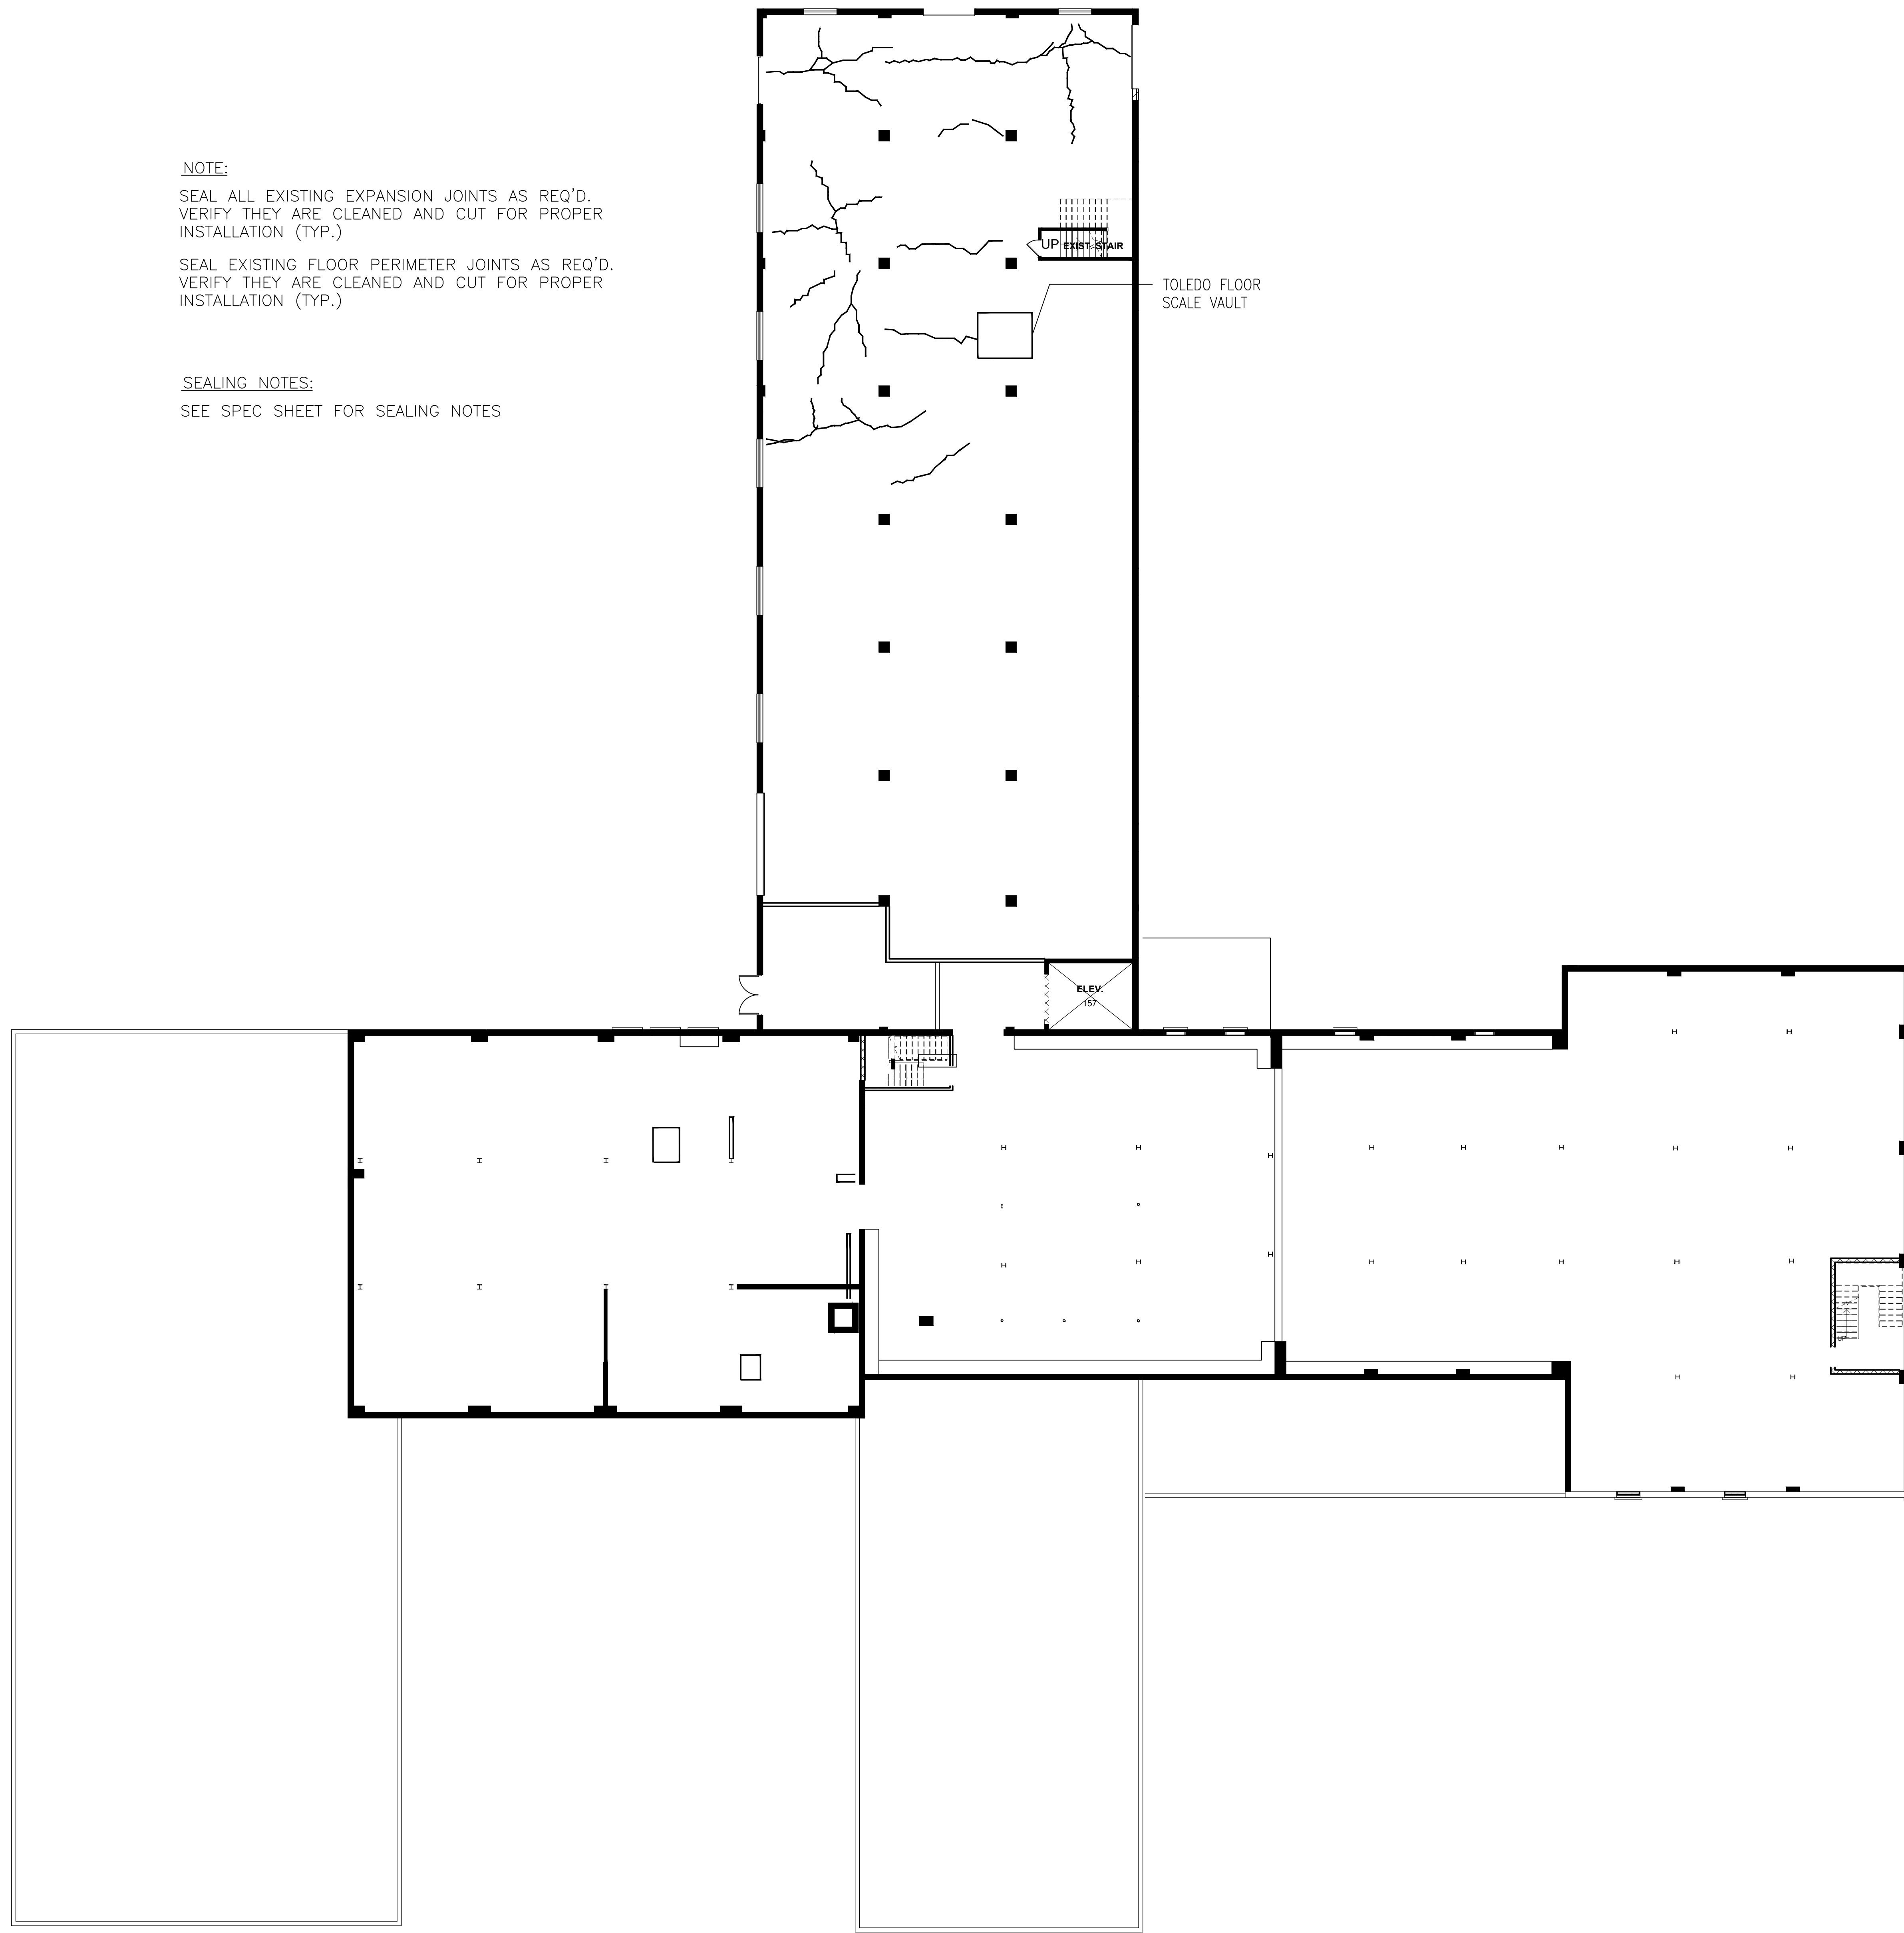 NOTE:
SEAL ALL EXISTING EXPANSION JOINTS AS REQ'D.
VERIFY THEY ARE CLEANED AND CUT FOR PROPER
INSTALLATION (TYP.)
SEAL EXISTING FLOOR PERIMETER JOINTS AS REQ'D.
VERIFY THEY ARE CLEANED AND CUT FOR PROPER
INSTALLATION (TYP.)
SEALING NOTES:
SEE SPEC SHEET FOR SEALING NOTES
UP EXIST. STAIR
TOLEDO FLOOR
SCALE VAULT
ELEV.
157
UP